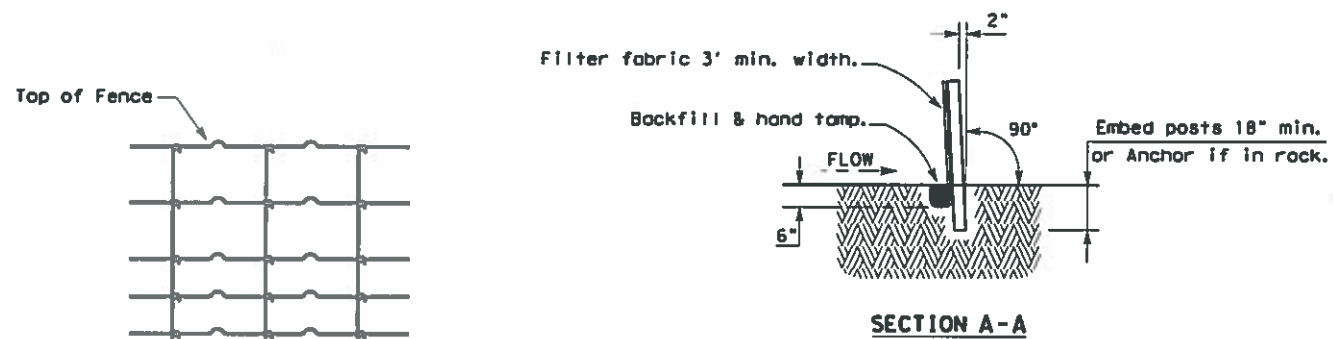 Top of Fence
2"
Filter fabric 3' min. width.
Backfill & hand tamp.
90°
Embed posts 18" min.
or Anchor if in rock.
FLOW
6"
SECTION A-A